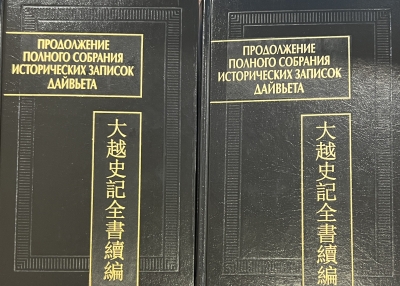 ПРОДОЛЖЕНИЕ
ПОЛНОГО СОБРАНИЯ
ИСТОРИЧЕСКИХ ЗАПИСОК
ДАЙВЬЕТА
大越史記全書續編
ПРОДОЛЖЕНИЕ
ПОЛНОГО СОБРАНИЯ
ИСТОРИЧЕСКИХ ЗАПИСОК
ДАЙВЬЕТА
大越史記全書續編